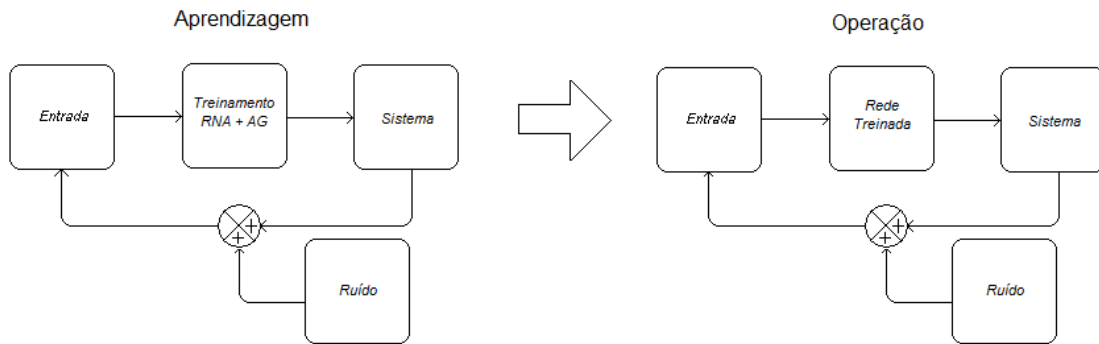 Aprendizagem
Entrada
Treinamento
RNA + AG
Sistema
+
+
Ruído
Operação
Entrada
Rede
Treinada
Sistema
+
+
Ruído